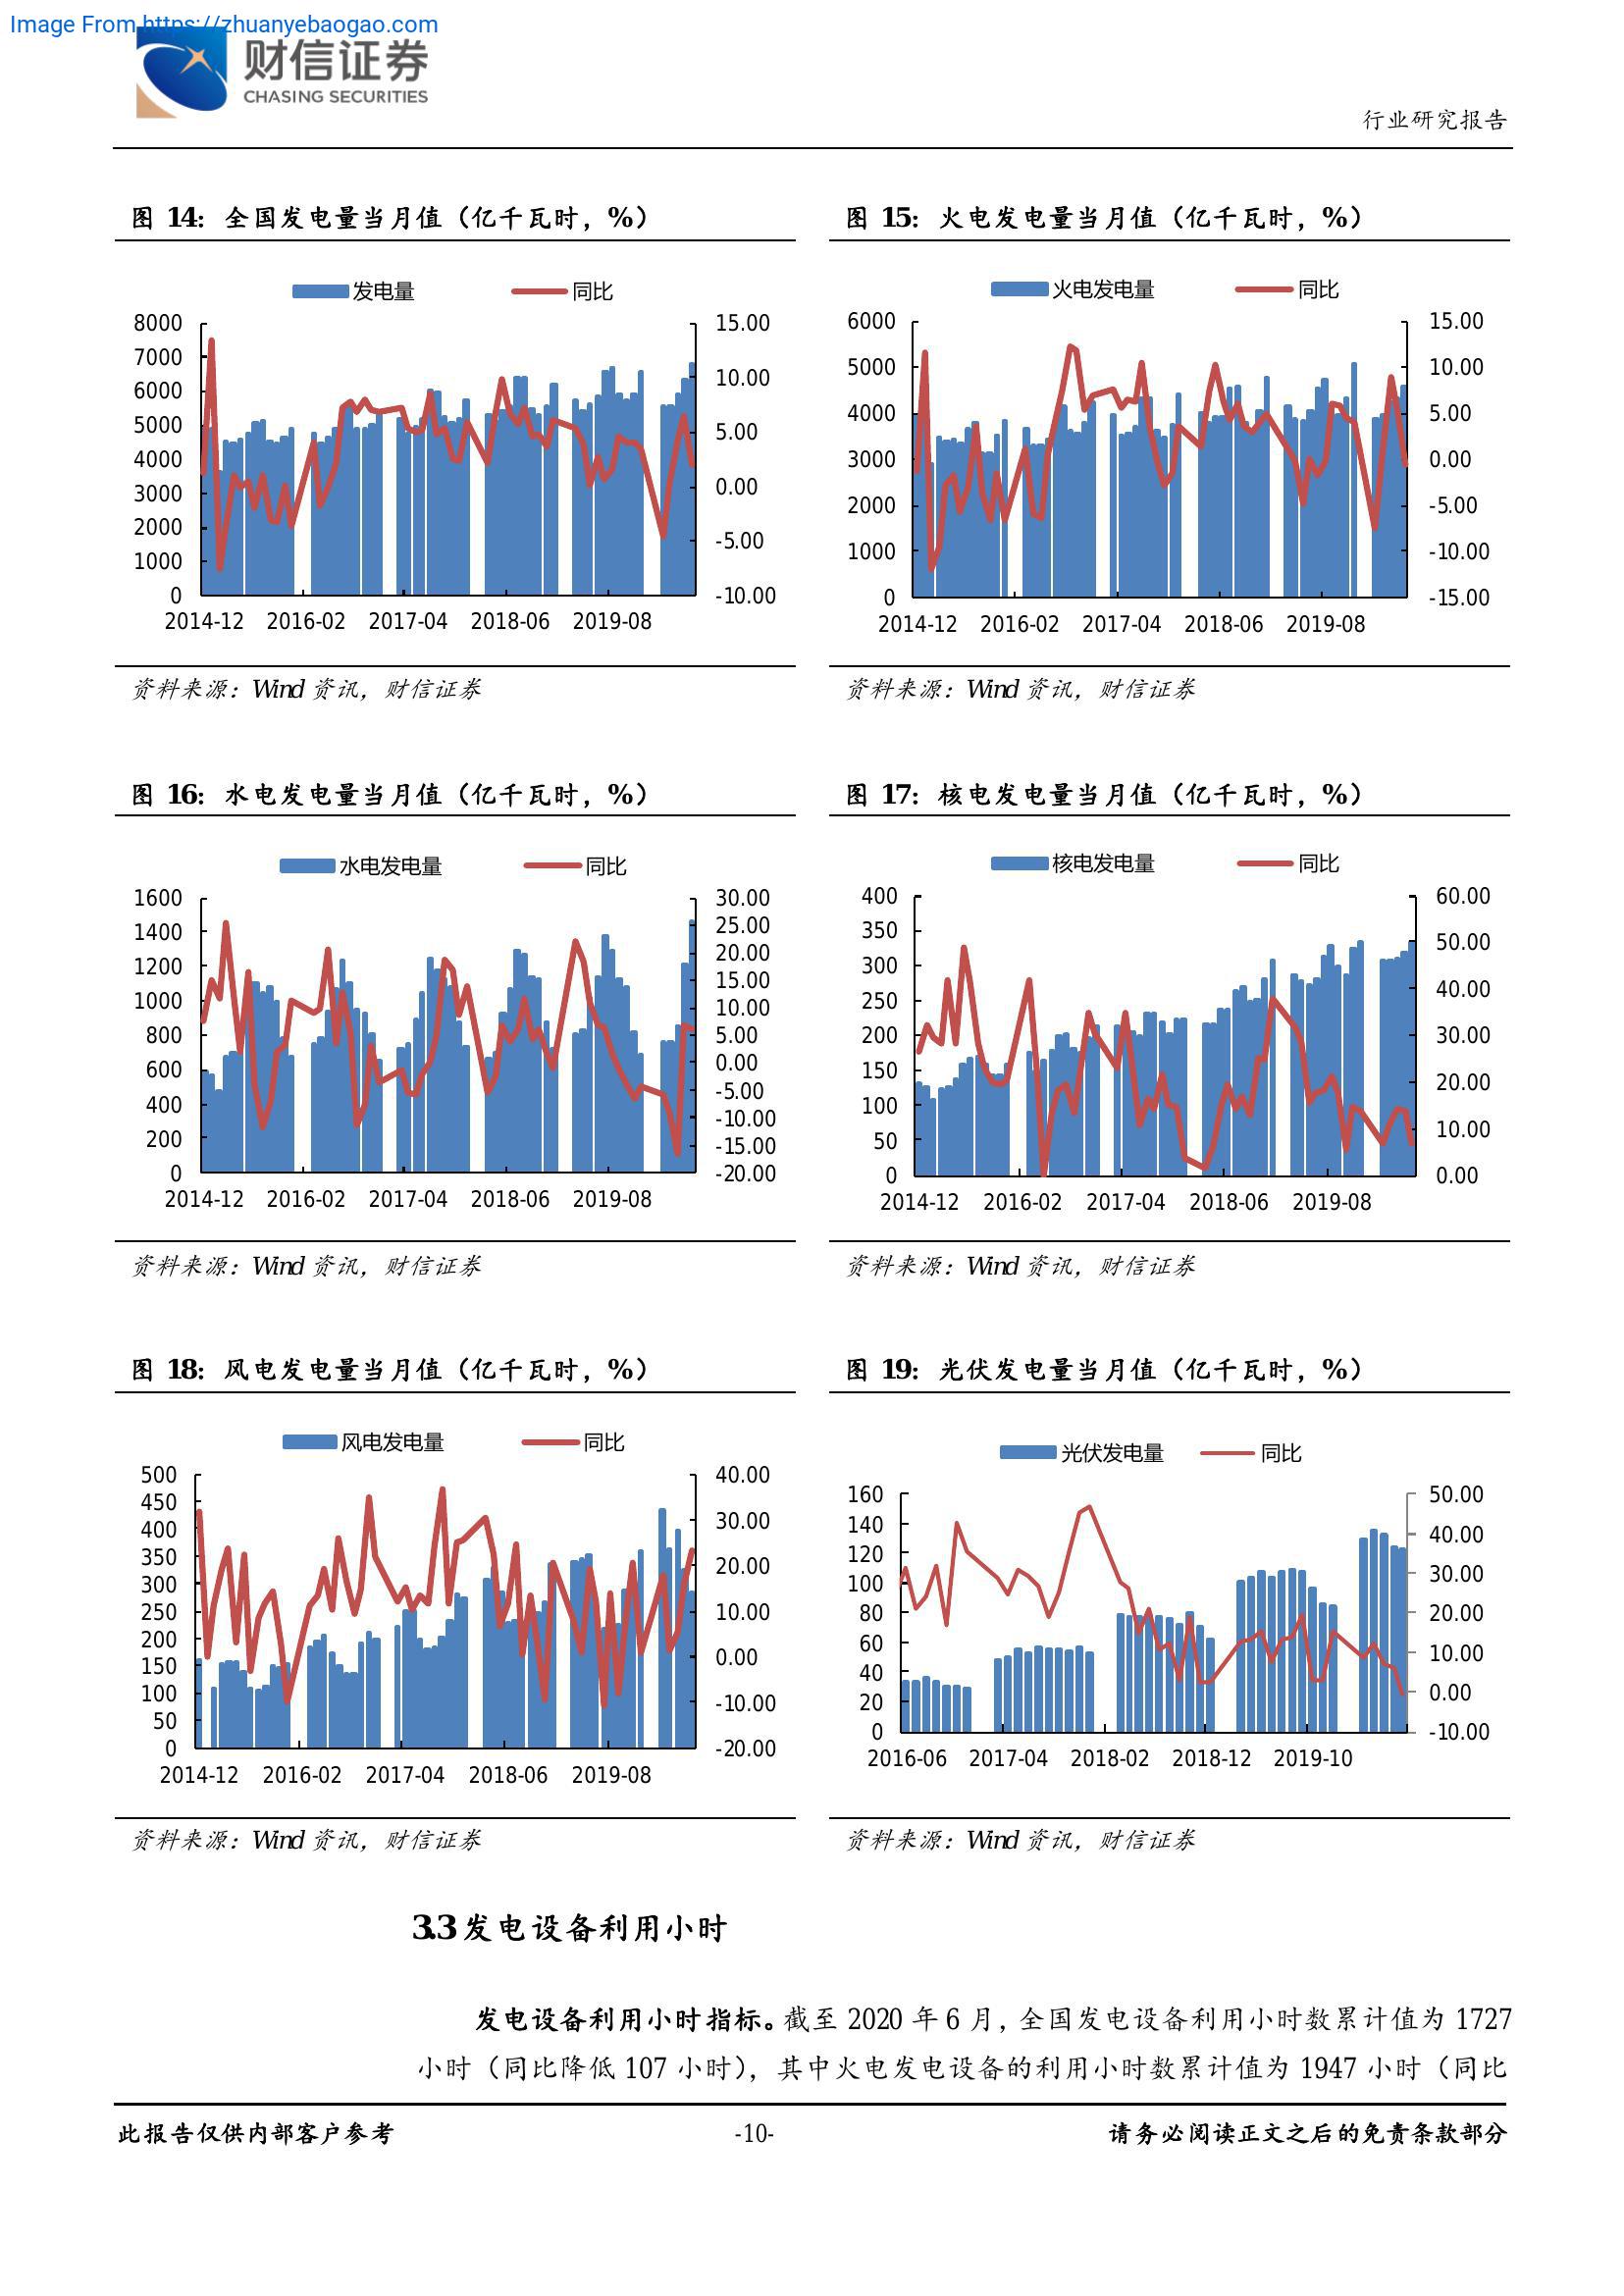 Image From https://zhuanyebaogao.com
财信证券
CHASING SECURITIES
行业研究报告
图 14: 全国发电量当月值（亿千瓦时，%）
图 15: 火电发电量当月值（亿千瓦时，%）
发电量 同比
火电发电量 同比
8000 15.00
7000
6000 10.00
5000 5.00
4000
3000 0.00
2000 -5.00
1000
0 -10.00
2014-12 2016-02 2017-04 2018-06 2019-08
6000 15.00
5000 10.00
4000 5.00
3000 0.00
2000 -5.00
1000 -10.00
0 -15.00
2014-12 2016-02 2017-04 2018-06 2019-08
资料来源：Wind 资讯，财信证券
资料来源：Wind 资讯，财信证券
图 16: 水电发电量当月值（亿千瓦时，%）
图 17: 核电发电量当月值（亿千瓦时，%）
水电发电量 同比
核电发电量 同比
1600 30.00
1400 25.00
1200 20.00
1000 15.00
800 10.00
600 5.00
400 0.00
200 -5.00
0 -10.00
-15.00
-20.00
2014-12 2016-02 2017-04 2018-06 2019-08
400 60.00
350 50.00
300 40.00
250 30.00
200 20.00
150 10.00
100 0.00
50
0
2014-12 2016-02 2017-04 2018-06 2019-08
资料来源：Wind 资讯，财信证券
资料来源：Wind 资讯，财信证券
图 18: 风电发电量当月值（亿千瓦时，%）
图 19: 光伏发电量当月值（亿千瓦时，%）
风电发电量 同比
光伏发电量 同比
500 40.00
450 30.00
400 20.00
350 10.00
300 0.00
250 -10.00
200 -20.00
150
100
50
0
2014-12 2016-02 2017-04 2018-06 2019-08
160 50.00
140 40.00
120 30.00
100 20.00
80 10.00
60 0.00
40 -10.00
20
0
2016-06 2017-04 2018-02 2018-12 2019-10
资料来源：Wind 资讯，财信证券
资料来源：Wind 资讯，财信证券
3.3 发电设备利用小时
发电设备利用小时指标。截至 2020 年 6 月，全国发电设备利用小时数累计值为 1727
小时（同比降低 107 小时），其中火电发电设备的利用小时数累计值为 1947 小时（同比
此报告仅供内部客户参考 -10- 请务必阅读正文之后的免责条款部分